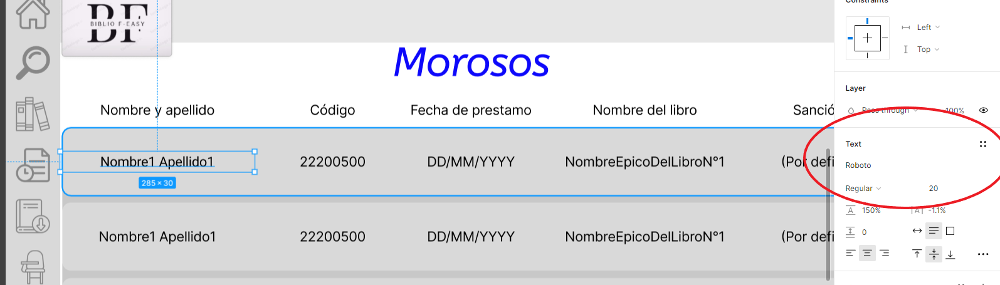 Constraints
BF
BIBLIO F-EASY
Left
Top
Morosos
Layer
Nombre y apellido Código Fecha de prestamo Nombre del libro Sanció
Pass through 100%
Text
Nombre1 Apellido1 22200500 DD/MM/YYYY NombreEpicoDelLibroN°1 (Por defi
Roboto
285 × 30
Regular 20
A 150% |A| -1.1%
0
Nombre1 Apellido1 22200500 DD/MM/YYYY NombreEpicoDelLibroN°1 (Por defi